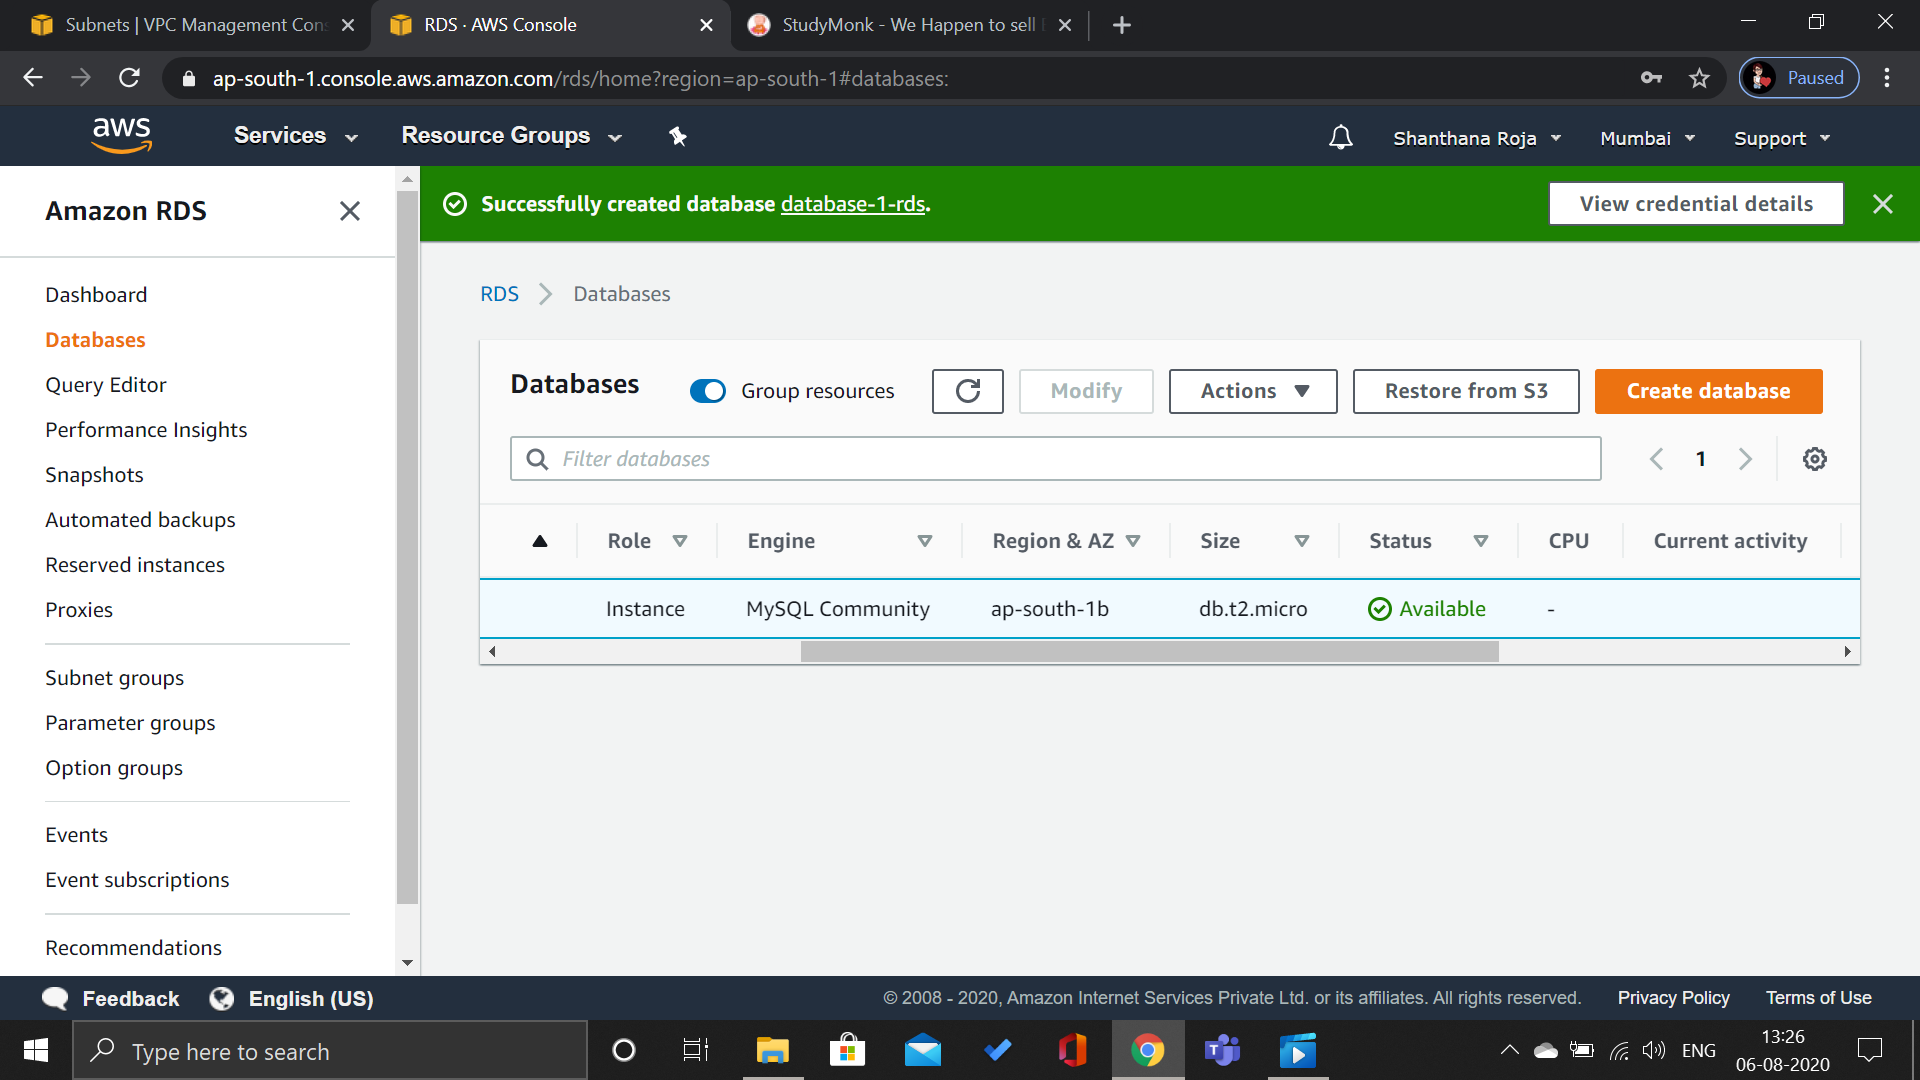 Subnets | VPC Management Con
RDS · AWS Console
StudyMonk - We Happen to sell
ap-south-1.console.aws.amazon.com/rds/home?region=ap-south-1#databases:
Paused
aws
Services
Resource Groups
Shanthana Roja
Mumbai
Support
Amazon RDS
Dashboard
Databases
Query Editor
Performance Insights
Snapshots
Automated backups
Reserved instances
Proxies
Subnet groups
Parameter groups
Option groups
Events
Event subscriptions
Recommendations
Successfully created database database-1-rds.
View credential details
RDS
Databases
Databases
Group resources
Modify
Actions
Restore from S3
Create database
Filter databases
1
Role Engine Region & AZ Size Status CPU Current activity
Instance MySQL Community ap-south-1b db.t2.micro Available -
Feedback
English (US)
© 2008 - 2020, Amazon Internet Services Private Ltd. or its affiliates. All rights reserved.
Privacy Policy
Terms of Use
Type here to search
ENG
13:26
06-08-2020